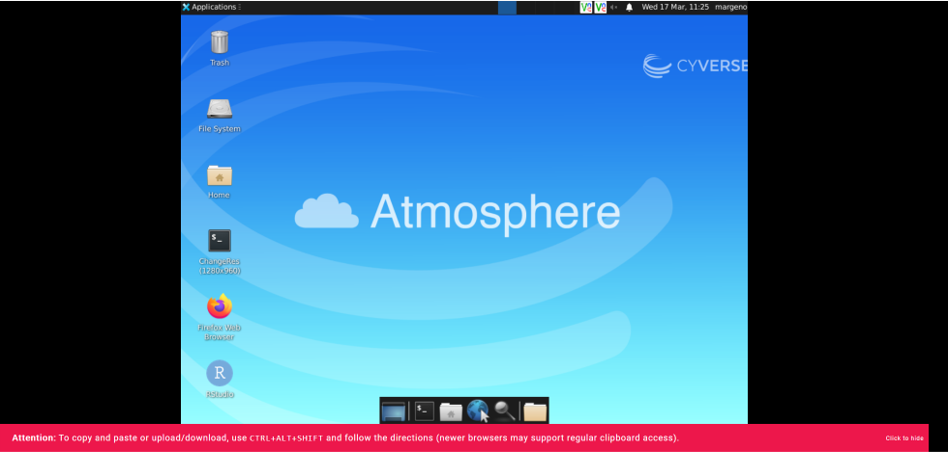 Applications
Wed 17 Mar, 11:25 margeno
Trash
CYVERSE
File System
Atmosphere
Home
$_
ChangeRes
(1280x960)
Firefox Web
Browser
R
RStudio
$_
Attention: To copy and paste or upload/download, use CTRL+ALT+SHIFT and follow the directions (newer browsers may support regular clipboard access).
Click to hide